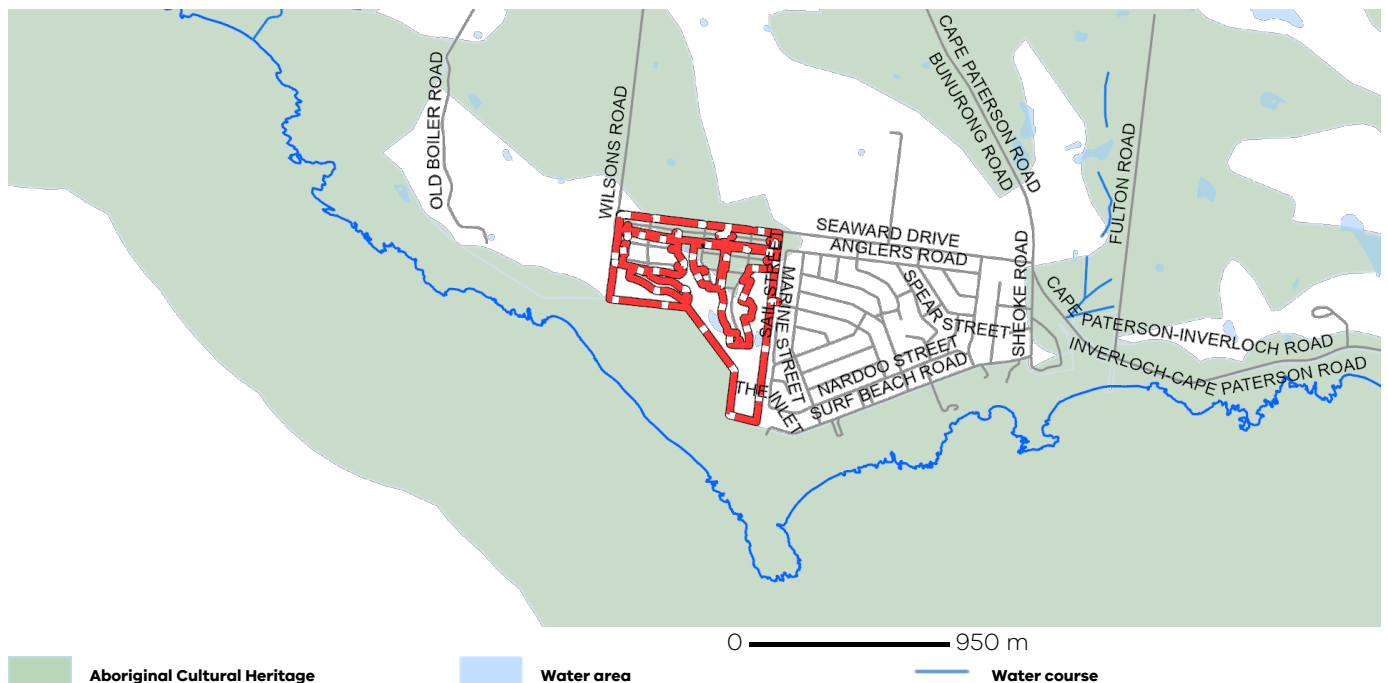 CAPE PATERSON ROAD
BUNURONG ROAD
OLD BOILER ROAD
WILSONS ROAD
FULTON ROAD
SEAWARD DRIVE
ANGLERS ROAD
SHEOKE ROAD
SAIL STREET
MARINE STREET
SPEAR STREET
CAPE PATERSON-INVERLOCH ROAD
INVERLOCH-CAPE PATERSON ROAD
NARDOO STREET
SURF BEACH ROAD
THE INLET
0 950 m
Aboriginal Cultural Heritage
Water area
Water course